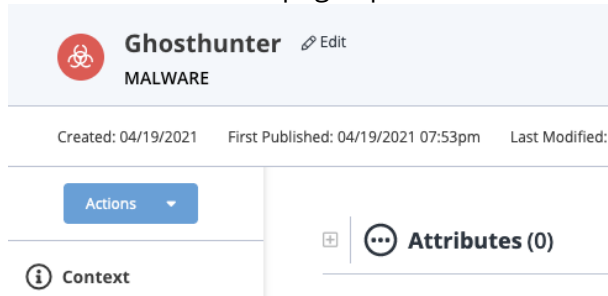 Ghosthunter Edit
MALWARE
Created: 04/19/2021 First Published: 04/19/2021 07:53pm Last Modified:
Actions
Attributes (0)
Context